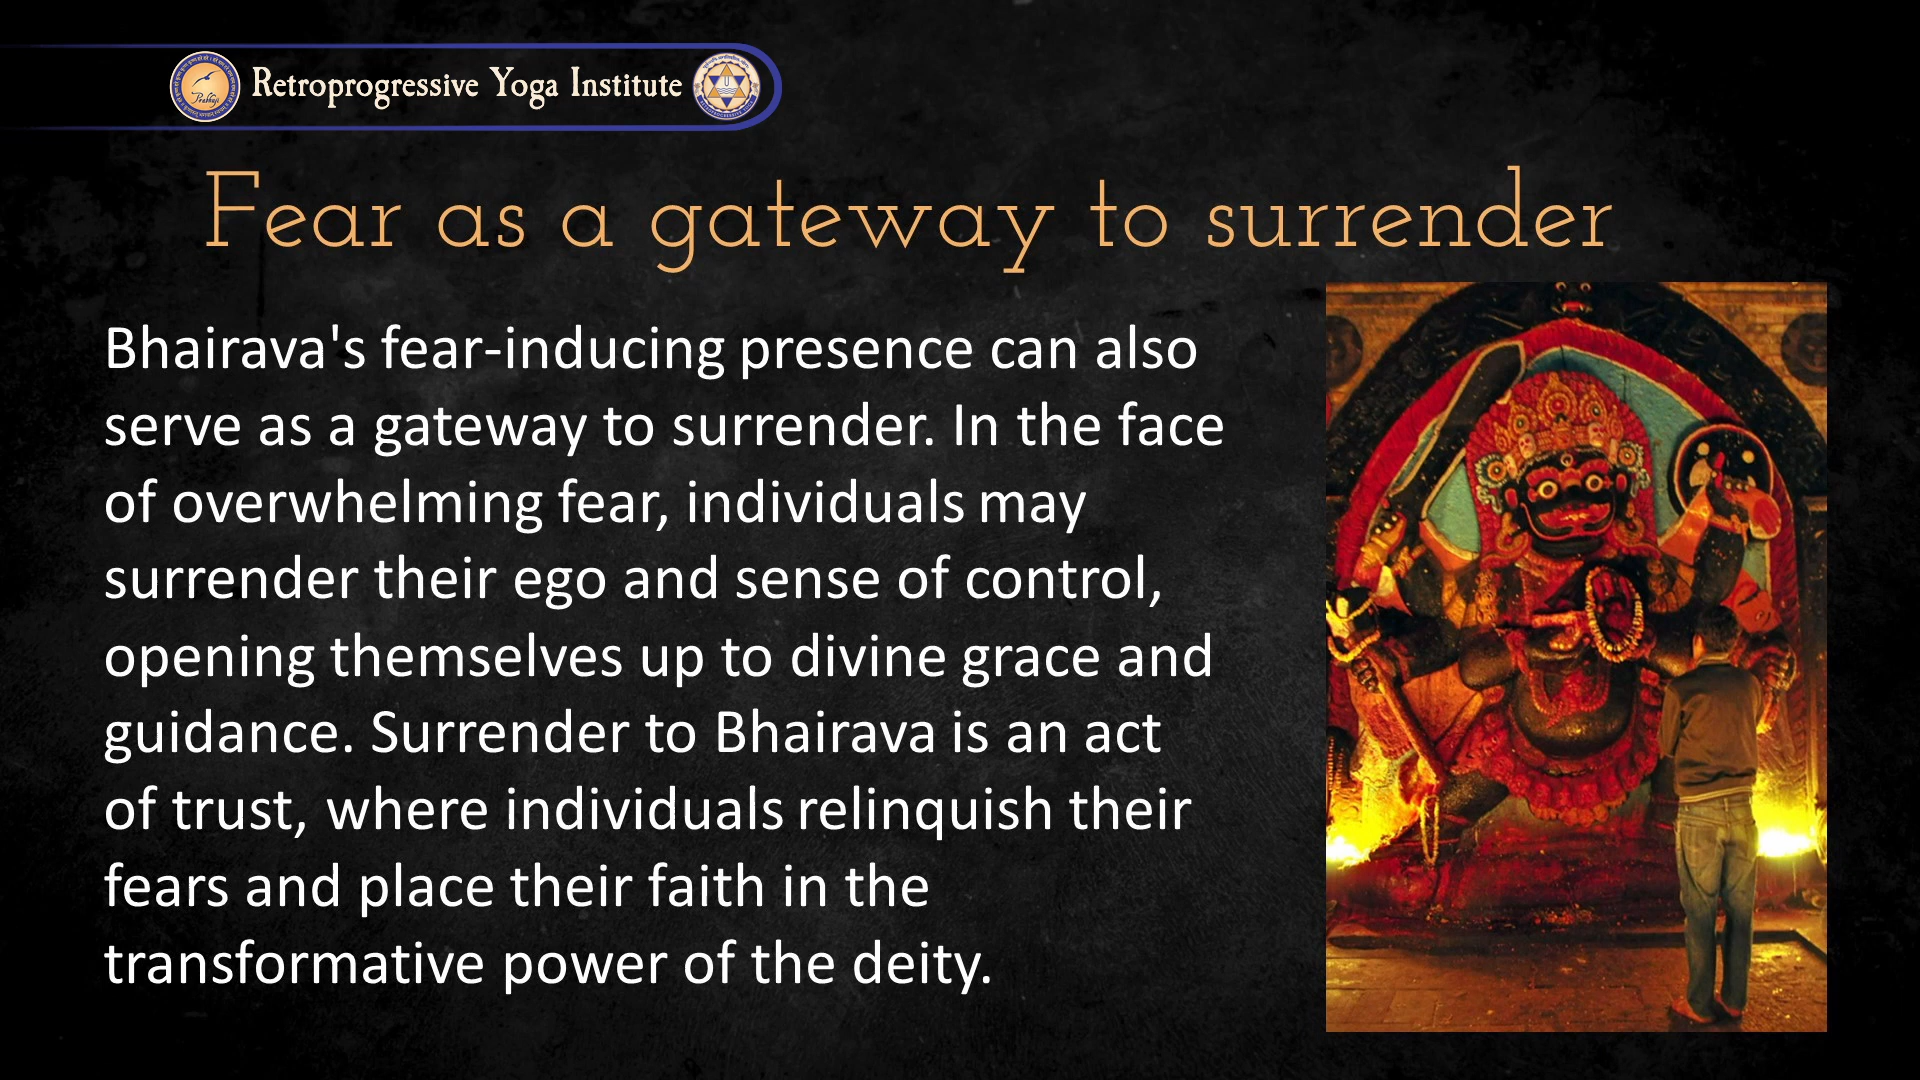 Prabhuji
Retroprogressive Yoga Institute
Fear as a gateway to surrender
Bhairava's fear-inducing presence can also
serve as a gateway to surrender. In the face
of overwhelming fear, individuals may
surrender their ego and sense of control,
opening themselves up to divine grace and
guidance. Surrender to Bhairava is an act
of trust, where individuals relinquish their
fears and place their faith in the
transformative power of the deity.